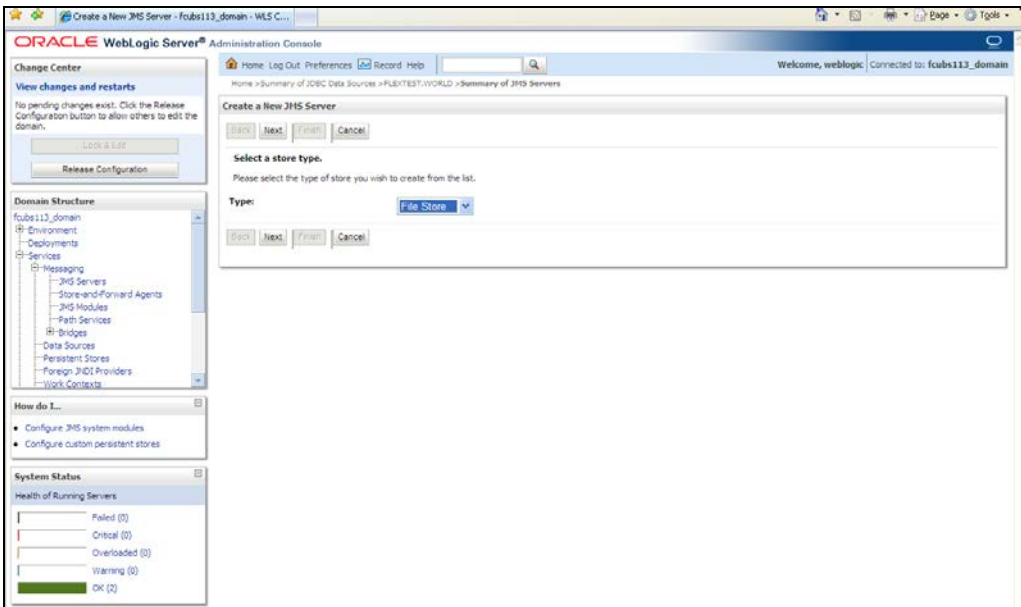 Create a New JMS Server - fcubs113_domain - WLS C...
Page
Tools
ORACLE WebLogic Server® Administration Console
Change Center
View changes and restarts
No pending changes exist. Click the Release
Configuration button to allow others to edit the
domain.
Lock & Edit
Release Configuration
Domain Structure
fcubs113_domain
Environment
Deployments
Services
Messaging
JMS Servers
Store-and-Forward Agents
JMS Modules
Path Services
Bridges
Data Sources
Persistent Stores
Foreign JNDI Providers
Work Contexts
How do I...
Configure JMS system modules
Configure custom persistent stores
System Status
Health of Running Servers
Failed (0)
Critical (0)
Overloaded (0)
Warning (0)
OK (2)
Home Log Out Preferences Record Help
Welcome, weblogic Connected to: fcubs113_domain
Home >Summary of JDBC Data Sources >FLEXTEST.WORLD >Summary of JMS Servers
Create a New JMS Server
Back Next Finish Cancel
Select a store type.
Please select the type of store you wish to create from the list.
Type: File Store
Back Next Finish Cancel